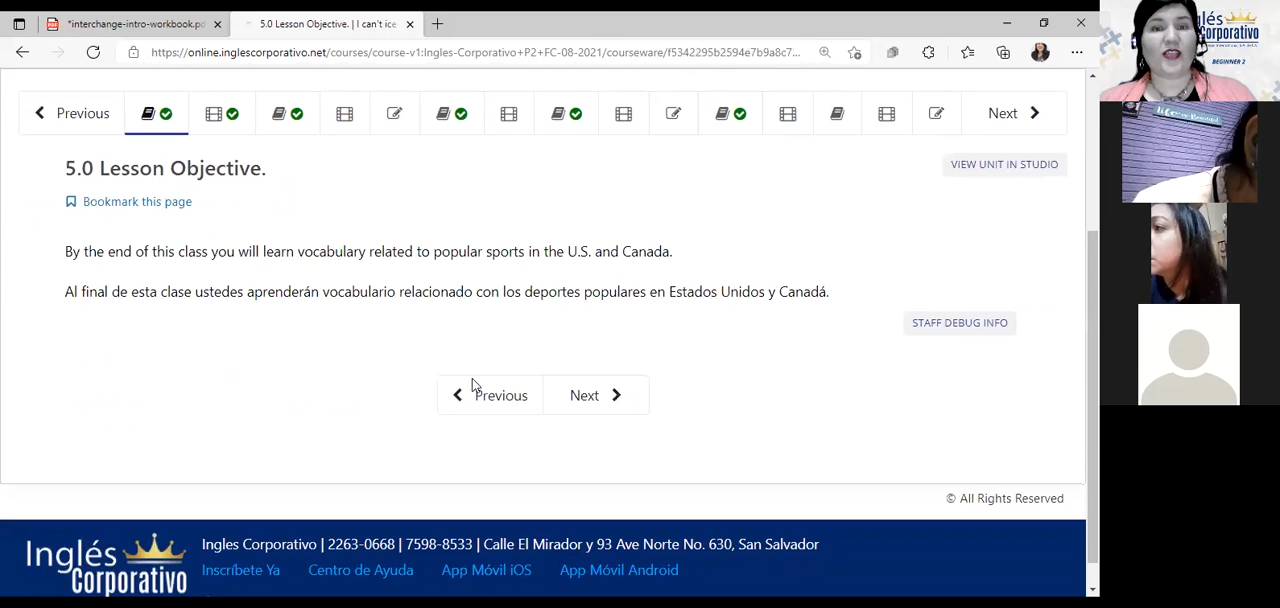 *interchange-intro-workbook.pd
5.0 Lesson Objective. | I can't ice
https://online.inglescorporativo.net/courses/course-v1:Ingles-Corporativo+P2+FC-08-2021/courseware/f5342295b2594e7b9a8c7...
Previous
Next
5.0 Lesson Objective.
VIEW UNIT IN STUDIO
Bookmark this page
By the end of this class you will learn vocabulary related to popular sports in the U.S. and Canada.
Al final de esta clase ustedes aprenderán vocabulario relacionado con los deportes populares en Estados Unidos y Canadá.
STAFF DEBUG INFO
Previous
Next
© All Rights Reserved
Inglés Corporativo
Ingles Corporativo | 2263-0668 | 7598-8533 | Calle El Mirador y 93 Ave Norte No. 630, San Salvador
Inscríbete Ya
Centro de Ayuda
App Móvil iOS
App Móvil Android
BEGINNER 2